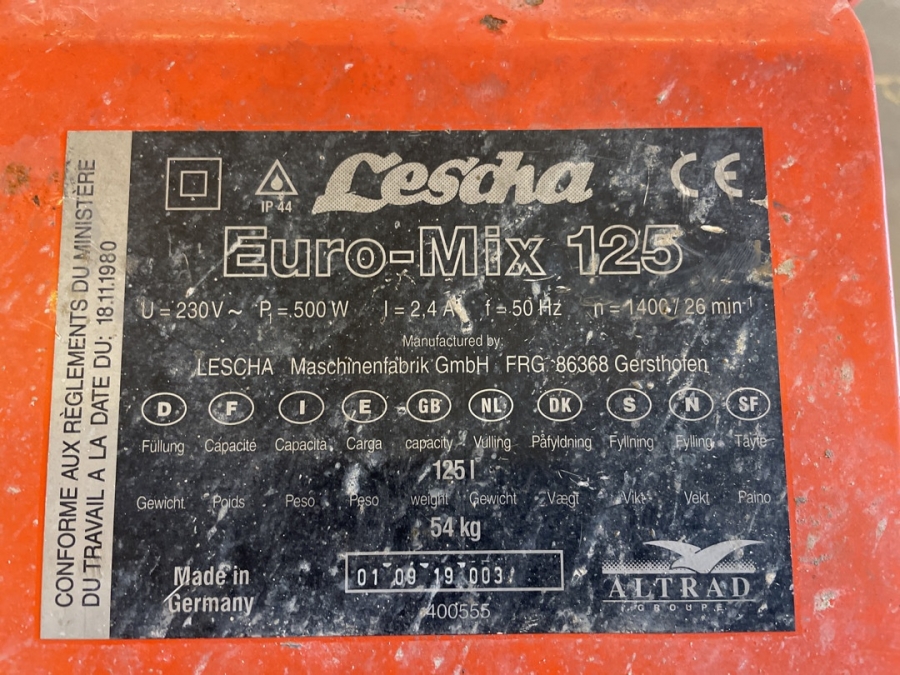 CONFORME AUX RÈGLEMENTS DU MINISTÈRE
DU TRAVAIL A LA DATE DU: 18.11.1980
IP 44
Lescha
CE
Euro-Mix 125
U = 230V ~ P₁ = 500 W I = 2,4 A f = 50 Hz n = 1400 / 26 min⁻¹
Manufactured by:
LESCHA Maschinenfabrik GmbH FRG 86368 Gersthofen
D F I E GB NL DK S N SF
Füllung Capacité Capacita Carga capacity Vulling Påfyldning Fyllning Fylling Täyte
125 l
Gewicht Poids Peso Peso weight Gewicht Vægt Vikt Vekt Paino
54 kg
Made in
Germany
01 09 19 003
400555
ALTRAD
GROUPE